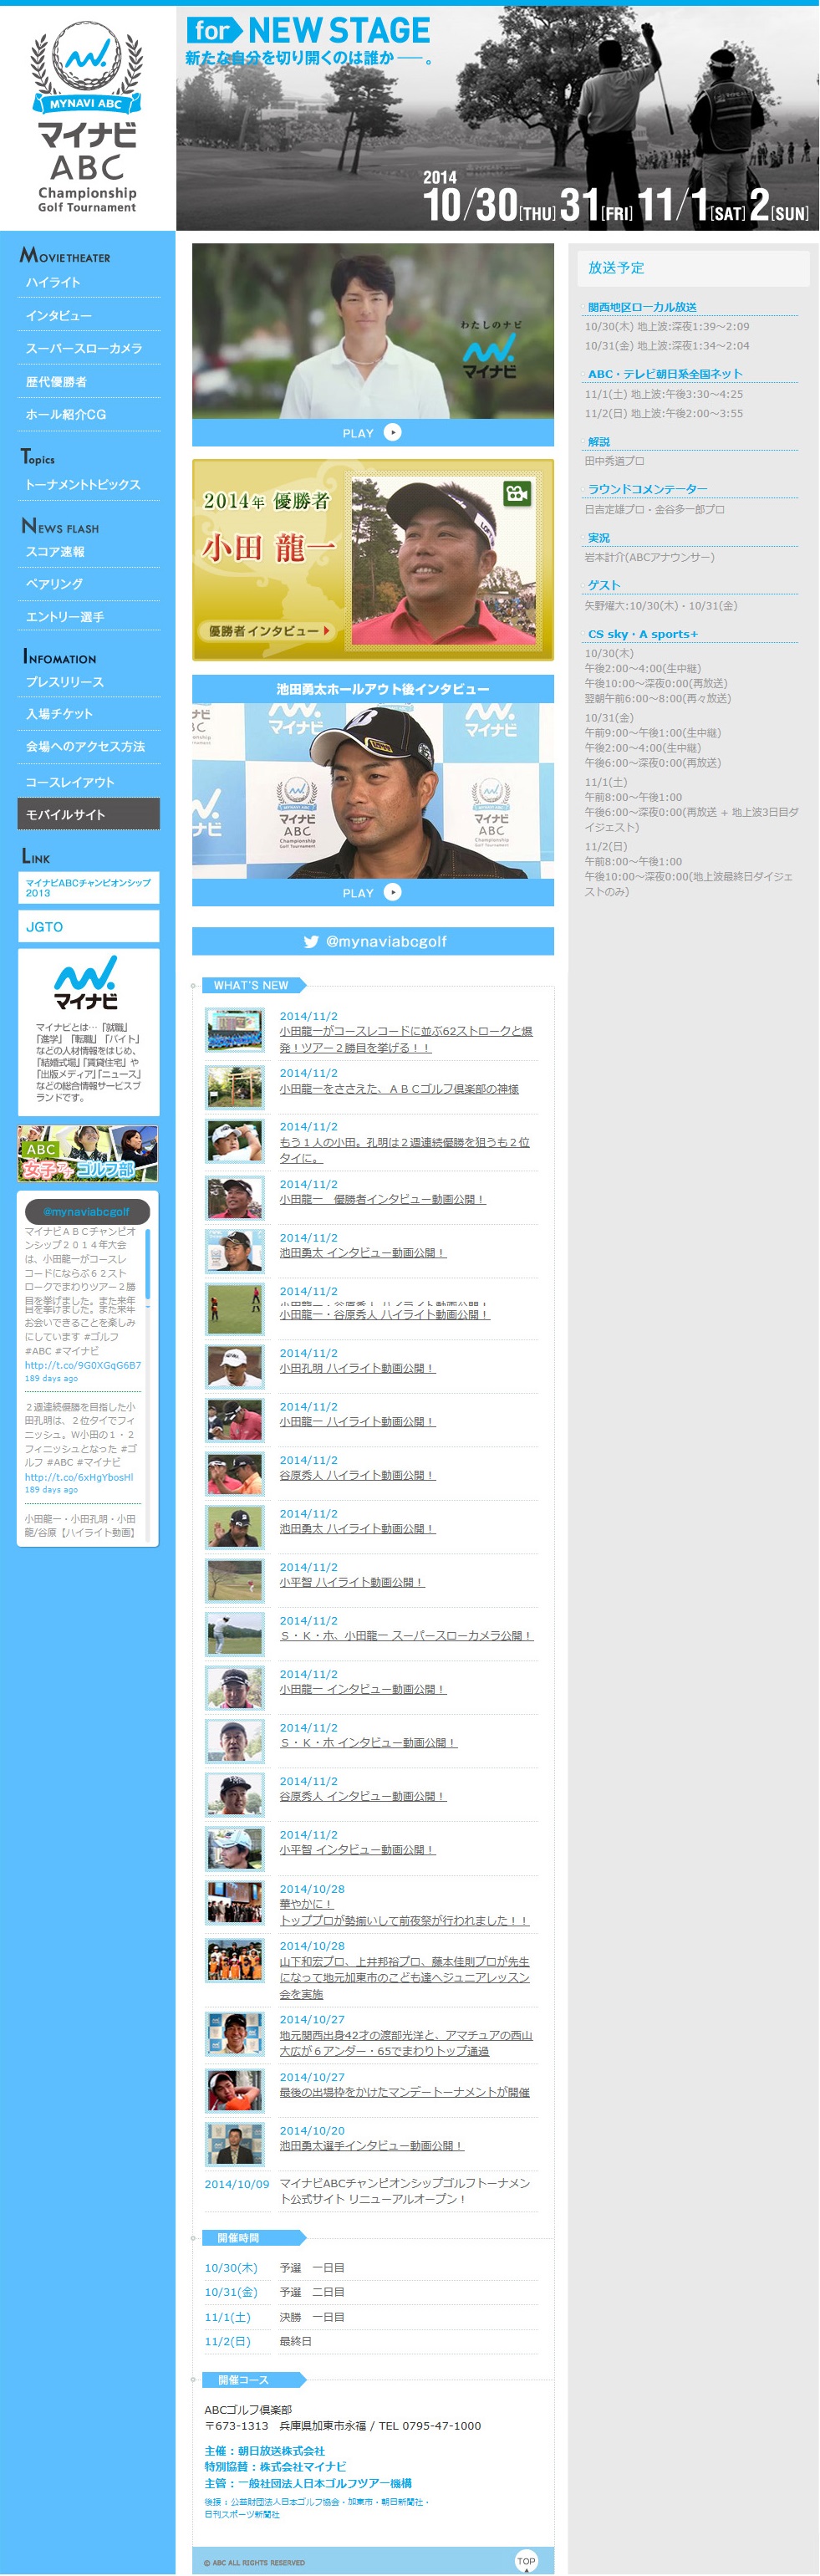 MYNAVI ABC
マイナビ
ABC
Championship
Golf Tournament
for NEW STAGE
新たな自分を切り開くのは誰か――。
2014
10/30[THU] 31[FRI] 11/1[SAT] 2[SUN]
MOVIETHEATER
ハイライト
インタビュー
スーパースローカメラ
歴代優勝者
ホール紹介CG
Topics
トーナメントトピックス
NEWS FLASH
スコア速報
ペアリング
エントリー選手
INFOMATION
プレスリリース
入場チケット
会場へのアクセス方法
コースレイアウト
モバイルサイト
LINK
マイナビABCチャンピオンシップ
2013
JGTO
マイナビ
マイナビとは…「就職」
「進学」「転職」「バイト」
などの人材情報をはじめ、
「結婚式場」「賃貸住宅」や
「出版メディア」「ニュース」
などの総合情報サービスブ
ランドです。
ABC
女子アナゴルフ部
@mynaviabcgolf
マイナビＡＢＣチャンピオ
ンシップ２０１４年大会
は、小田龍一がコースレ
コードにならぶ６２スト
ロークでまわりツアー２勝
目を挙げました。また来年
お会いできることを楽しみ
にしています #ゴルフ
#ABC #マイナビ
http://t.co/9G0XGqG6B7
189 days ago
２週連続優勝を目指した小
田孔明は、２位タイでフィ
ニッシュ。W小田の１・２
フィニッシュとなった #ゴ
ルフ #ABC #マイナビ
http://t.co/6xHgYbosHl
189 days ago
小田龍一・小田孔明・小田
龍/谷原【ハイライト動画】
わたしのナビ
マイナビ
PLAY
2014年 優勝者
小田 龍一
優勝者インタビュー
池田勇太ホールアウト後インタビュー
マイナビ
ABC
Championship
Golf Tournament
マイナビ
ABC
Championship
Golf Tournament
PLAY
@mynaviabcgolf
WHAT'S NEW
2014/11/2
小田龍一がコースレコードに並ぶ62ストロークと爆
発！ツアー２勝目を挙げる！！
2014/11/2
小田龍一をささえた、ＡＢＣゴルフ倶楽部の神様
2014/11/2
もう１人の小田。孔明は２週連続優勝を狙うも２位
タイに。
2014/11/2
小田龍一　優勝者インタビュー動画公開！
2014/11/2
池田勇太 インタビュー動画公開！
2014/11/2
小田龍一・谷原秀人 ハイライト動画公開！
2014/11/2
小田孔明 ハイライト動画公開！
2014/11/2
小田龍一 ハイライト動画公開！
2014/11/2
谷原秀人 ハイライト動画公開！
2014/11/2
池田勇太 ハイライト動画公開！
2014/11/2
小平智 ハイライト動画公開！
2014/11/2
Ｓ・Ｋ・ホ、小田龍一 スーパースローカメラ公開！
2014/11/2
小田龍一 インタビュー動画公開！
2014/11/2
Ｓ・Ｋ・ホ インタビュー動画公開！
2014/11/2
谷原秀人 インタビュー動画公開！
2014/11/2
小平智 インタビュー動画公開！
2014/10/28
華やかに！
トッププロが勢揃いして前夜祭が行われました！！
2014/10/28
山下和宏プロ、上井邦裕プロ、藤本佳則プロが先生
になって地元加東市のこども達へジュニアレッスン
会を実施
2014/10/27
地元関西出身42才の渡部光洋と、アマチュアの西山
大広が６アンダー・65でまわりトップ通過
2014/10/27
最後の出場枠をかけたマンデートーナメントが開催
2014/10/20
池田勇太選手インタビュー動画公開！
2014/10/09 マイナビABCチャンピオンシップゴルフトーナメン
ト公式サイト リニューアルオープン！
開催時間
10/30(木) 予選　一日目
10/31(金) 予選　二日目
11/1(土) 決勝　一日目
11/2(日) 最終日
開催コース
ABCゴルフ倶楽部
〒673-1313　兵庫県加東市永福 / TEL 0795-47-1000
主催：朝日放送株式会社
特別協賛：株式会社マイナビ
主管：一般社団法人日本ゴルフツアー機構
後援：公益財団法人日本ゴルフ協会・加東市・朝日新聞社・
日刊スポーツ新聞社
© ABC ALL RIGHTS RESERVED
TOP
放送予定
関西地区ローカル放送
10/30(木) 地上波:深夜1:39～2:09
10/31(金) 地上波:深夜1:34～2:04
ABC・テレビ朝日系全国ネット
11/1(土) 地上波:午後3:30～4:25
11/2(日) 地上波:午後2:00～3:55
解説
田中秀道プロ
ラウンドコメンテーター
日吉定雄プロ・金谷多一郎プロ
実況
岩本計介(ABCアナウンサー)
ゲスト
矢野燿大:10/30(木)・10/31(金)
CS sky・A sports+
10/30(木)
午後2:00～4:00(生中継)
午後10:00～深夜0:00(再放送)
翌朝午前6:00～8:00(再々放送)
10/31(金)
午前9:00～午後1:00(生中継)
午後2:00～4:00(生中継)
午後6:00～深夜0:00(再放送)
11/1(土)
午前8:00～午後1:00
午後6:00～深夜0:00(再放送 + 地上波3日目ダ
イジェスト)
11/2(日)
午前8:00～午後1:00
午後10:00～深夜0:00(地上波最終日ダイジェ
ストのみ)